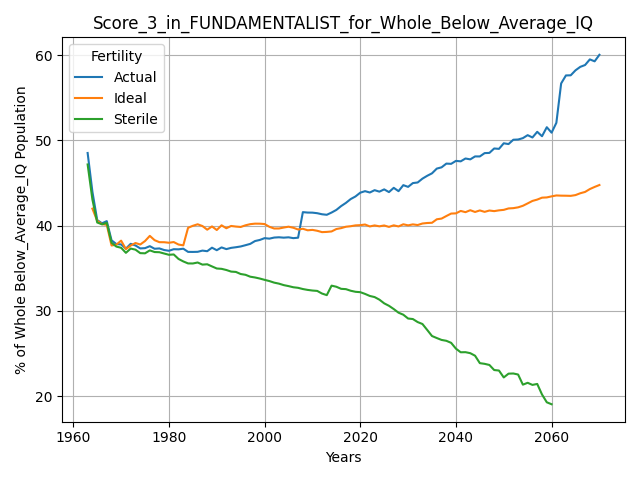 Score_3_in_FUNDAMENTALIST_for_Whole_Below_Average_IQ
Fertility
Actual
Ideal
Sterile
% of Whole Below_Average_IQ Population
60
50
40
30
20
1960
1980
2000
2020
2040
2060
Years